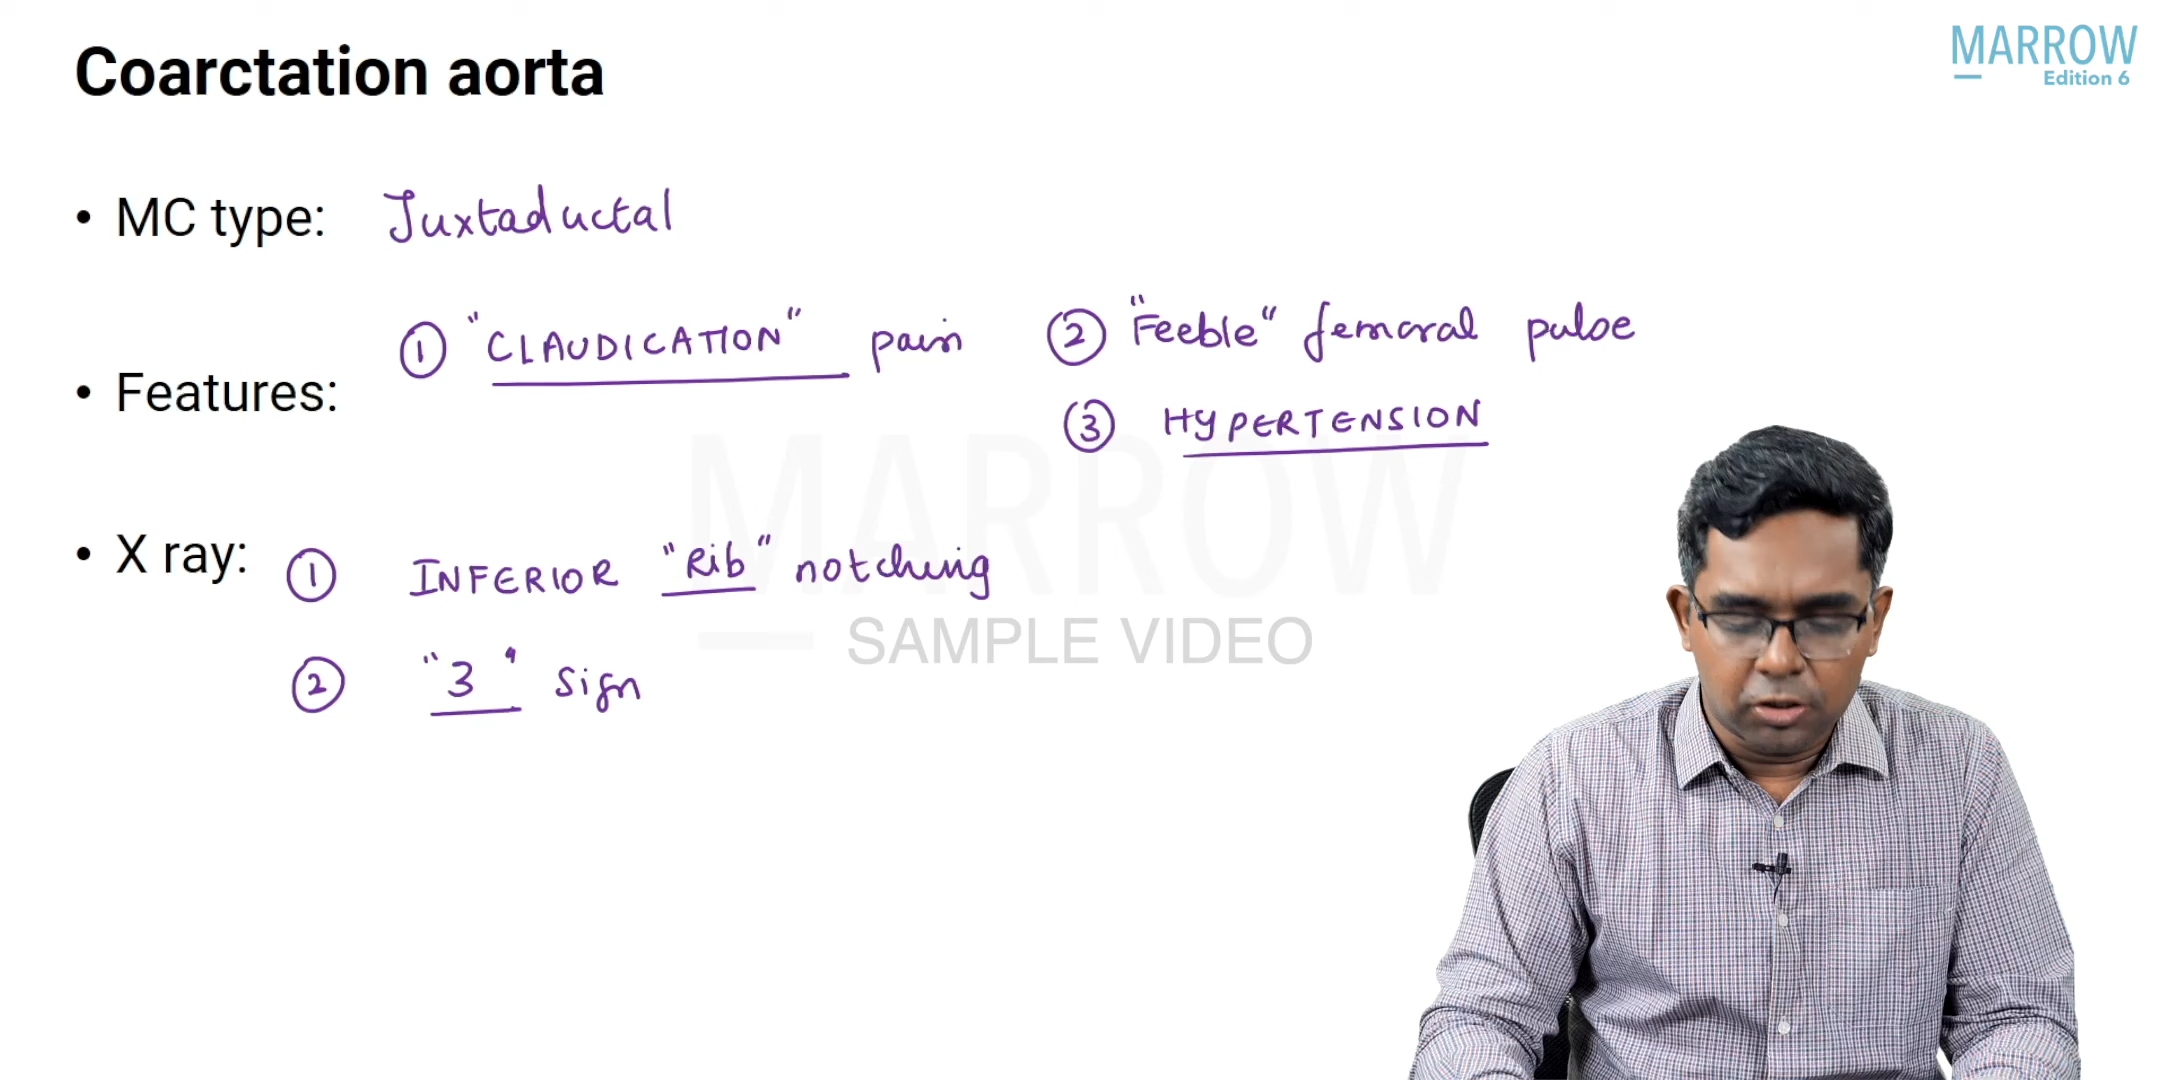 Coarctation aorta
MARROW
Edition 6
• MC type: Juxtaductal
① "CLAUDICATION" pain ② "Feeble" femoral pulse
• Features:
③ HYPERTENSION
• X ray: ① INFERIOR "Rib" notching
② "3" sign
MARROW
SAMPLE VIDEO